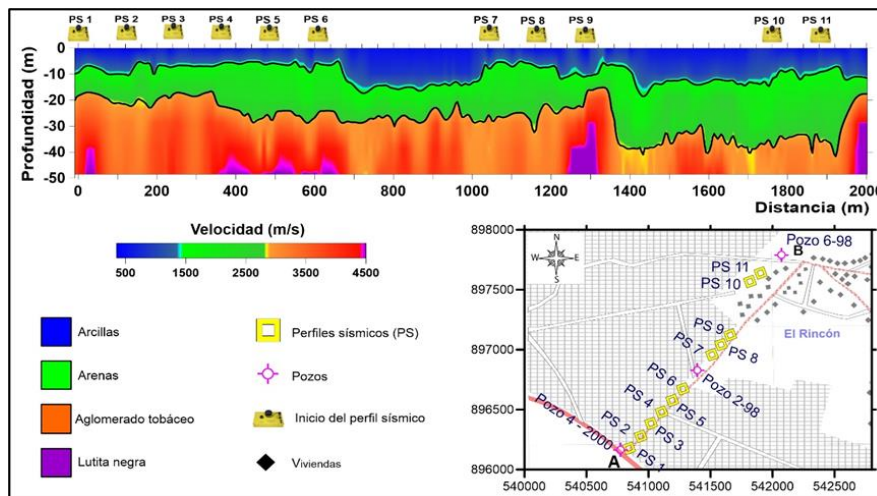 PS 1 PS 2 PS 3 PS 4 PS 5 PS 6 PS 7 PS 8 PS 9 PS 10 PS 11
Profundidad (m)
0
-10
-20
-30
-40
-50
0 200 400 600 800 1000 1200 1400 1600 1800 2000
Distancia (m)
Velocidad (m/s)
500 1500 2500 3500 4500
Arcillas
Arenas
Aglomerado tobáceo
Lutita negra
Perfiles sísmicos (PS)
Pozos
Inicio del perfil sísmico
Viviendas
898000
897500
897000
896500
896000
540000 540500 541000 541500 542000 542500
N
W E
S
Pozo 6-98
B
PS 11
PS 10
El Rincón
PS 9
PS 7
PS 8
PS 6
Pozo 2-98
PS 4
PS 5
PS 2
PS 3
Pozo 4 - 2000
PS 1
A